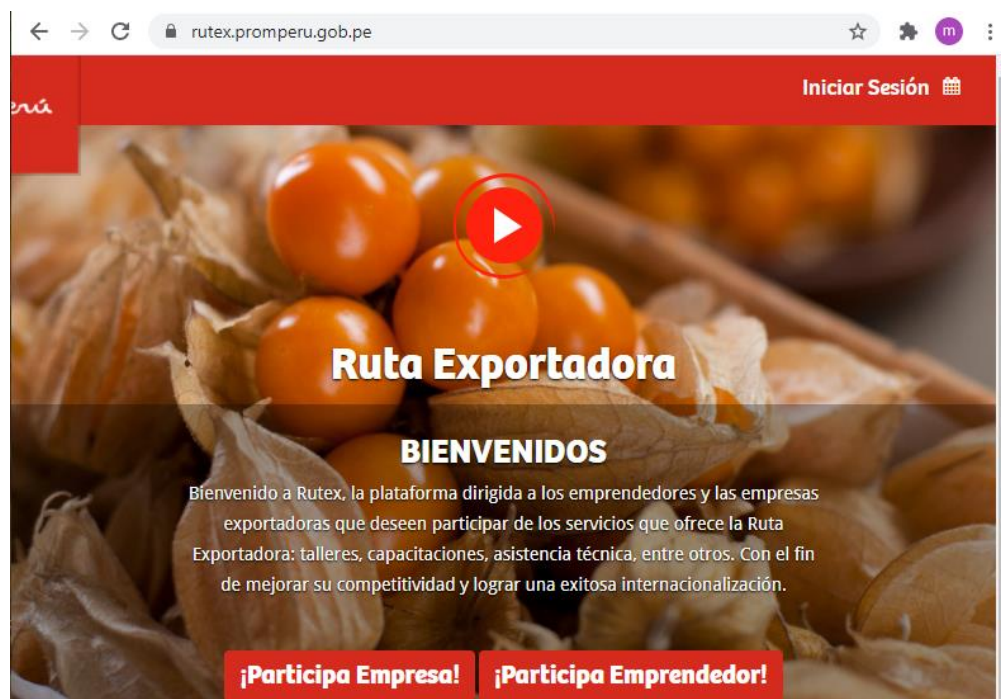 rutex.promperu.gob.pe
m
Iniciar Sesión
Ruta Exportadora
BIENVENIDOS
Bienvenido a Rutex, la plataforma dirigida a los emprendedores y las empresas
exportadoras que deseen participar de los servicios que ofrece la Ruta
Exportadora: talleres, capacitaciones, asistencia técnica, entre otros. Con el fin
de mejorar su competitividad y lograr una exitosa internacionalización.
¡Participa Empresa! ¡Participa Emprendedor!